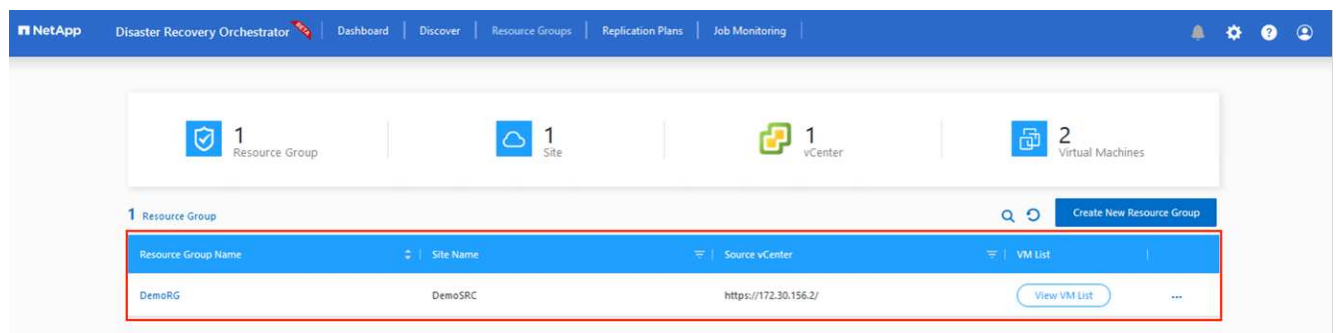 NetApp Disaster Recovery Orchestrator BETA Dashboard Discover Resource Groups Replication Plans Job Monitoring
1 1 1 2
Resource Group Site vCenter Virtual Machines
1 Resource Group Create New Resource Group
Resource Group Name Site Name Source vCenter VM List
DemoRG DemoSRC https://172.30.156.2/ View VM List ...